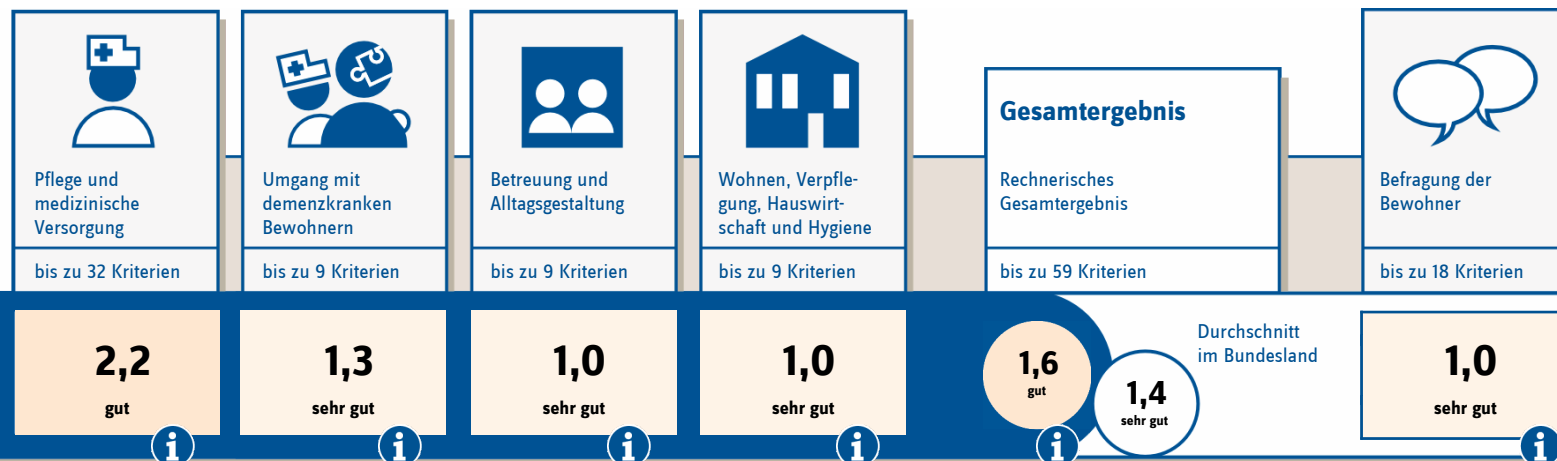 Pflege und
medizinische
Versorgung
bis zu 32 Kriterien
2,2
gut
i
Umgang mit
demenzkranken
Bewohnern
bis zu 9 Kriterien
1,3
sehr gut
i
Betreuung und
Alltagsgestaltung
bis zu 9 Kriterien
1,0
sehr gut
i
Wohnen, Verpfle-
gung, Hauswirt-
schaft und Hygiene
bis zu 9 Kriterien
1,0
sehr gut
i
Gesamtergebnis
Rechnerisches
Gesamtergebnis
bis zu 59 Kriterien
1,6
gut
i
Durchschnitt
im Bundesland
1,4
sehr gut
Befragung der
Bewohner
bis zu 18 Kriterien
1,0
sehr gut
i